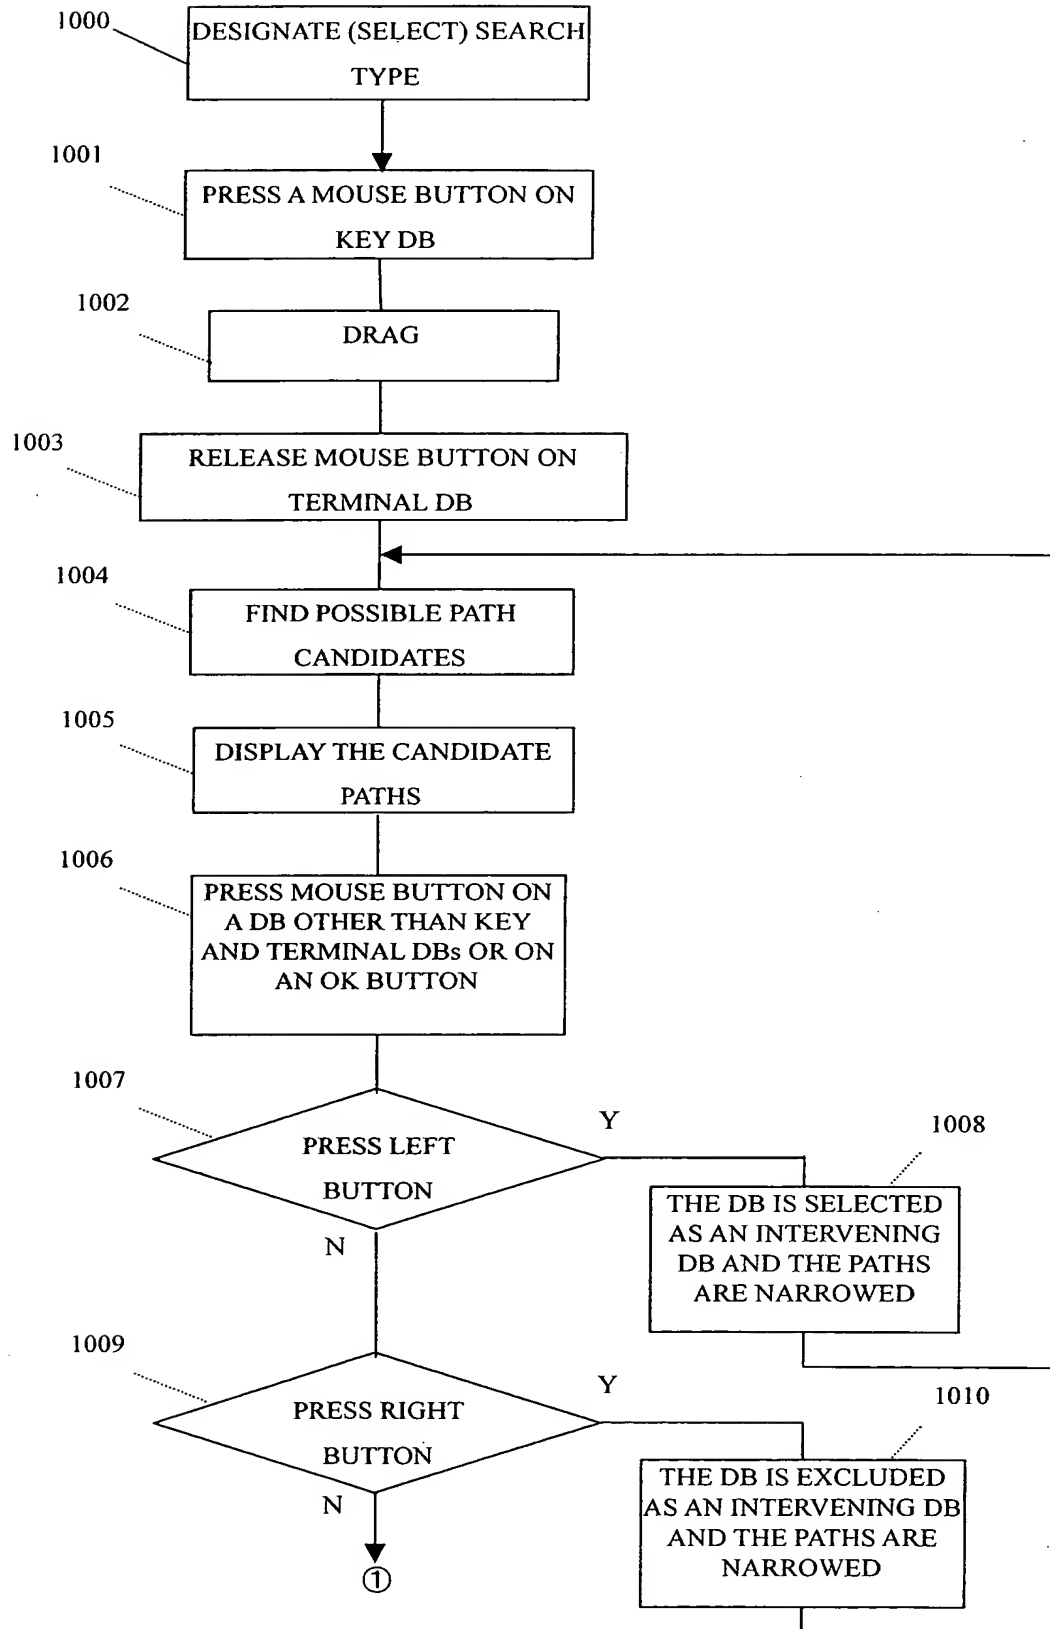 1000
DESIGNATE (SELECT) SEARCH
TYPE
1001
PRESS A MOUSE BUTTON ON
KEY DB
1002
DRAG
1003
RELEASE MOUSE BUTTON ON
TERMINAL DB
1004
FIND POSSIBLE PATH
CANDIDATES
1005
DISPLAY THE CANDIDATE
PATHS
1006
PRESS MOUSE BUTTON ON
A DB OTHER THAN KEY
AND TERMINAL DBs OR ON
AN OK BUTTON
1007
PRESS LEFT
BUTTON
Y
N
1008
THE DB IS SELECTED
AS AN INTERVENING
DB AND THE PATHS
ARE NARROWED
1009
PRESS RIGHT
BUTTON
Y
N
1010
THE DB IS EXCLUDED
AS AN INTERVENING DB
AND THE PATHS ARE
NARROWED
①